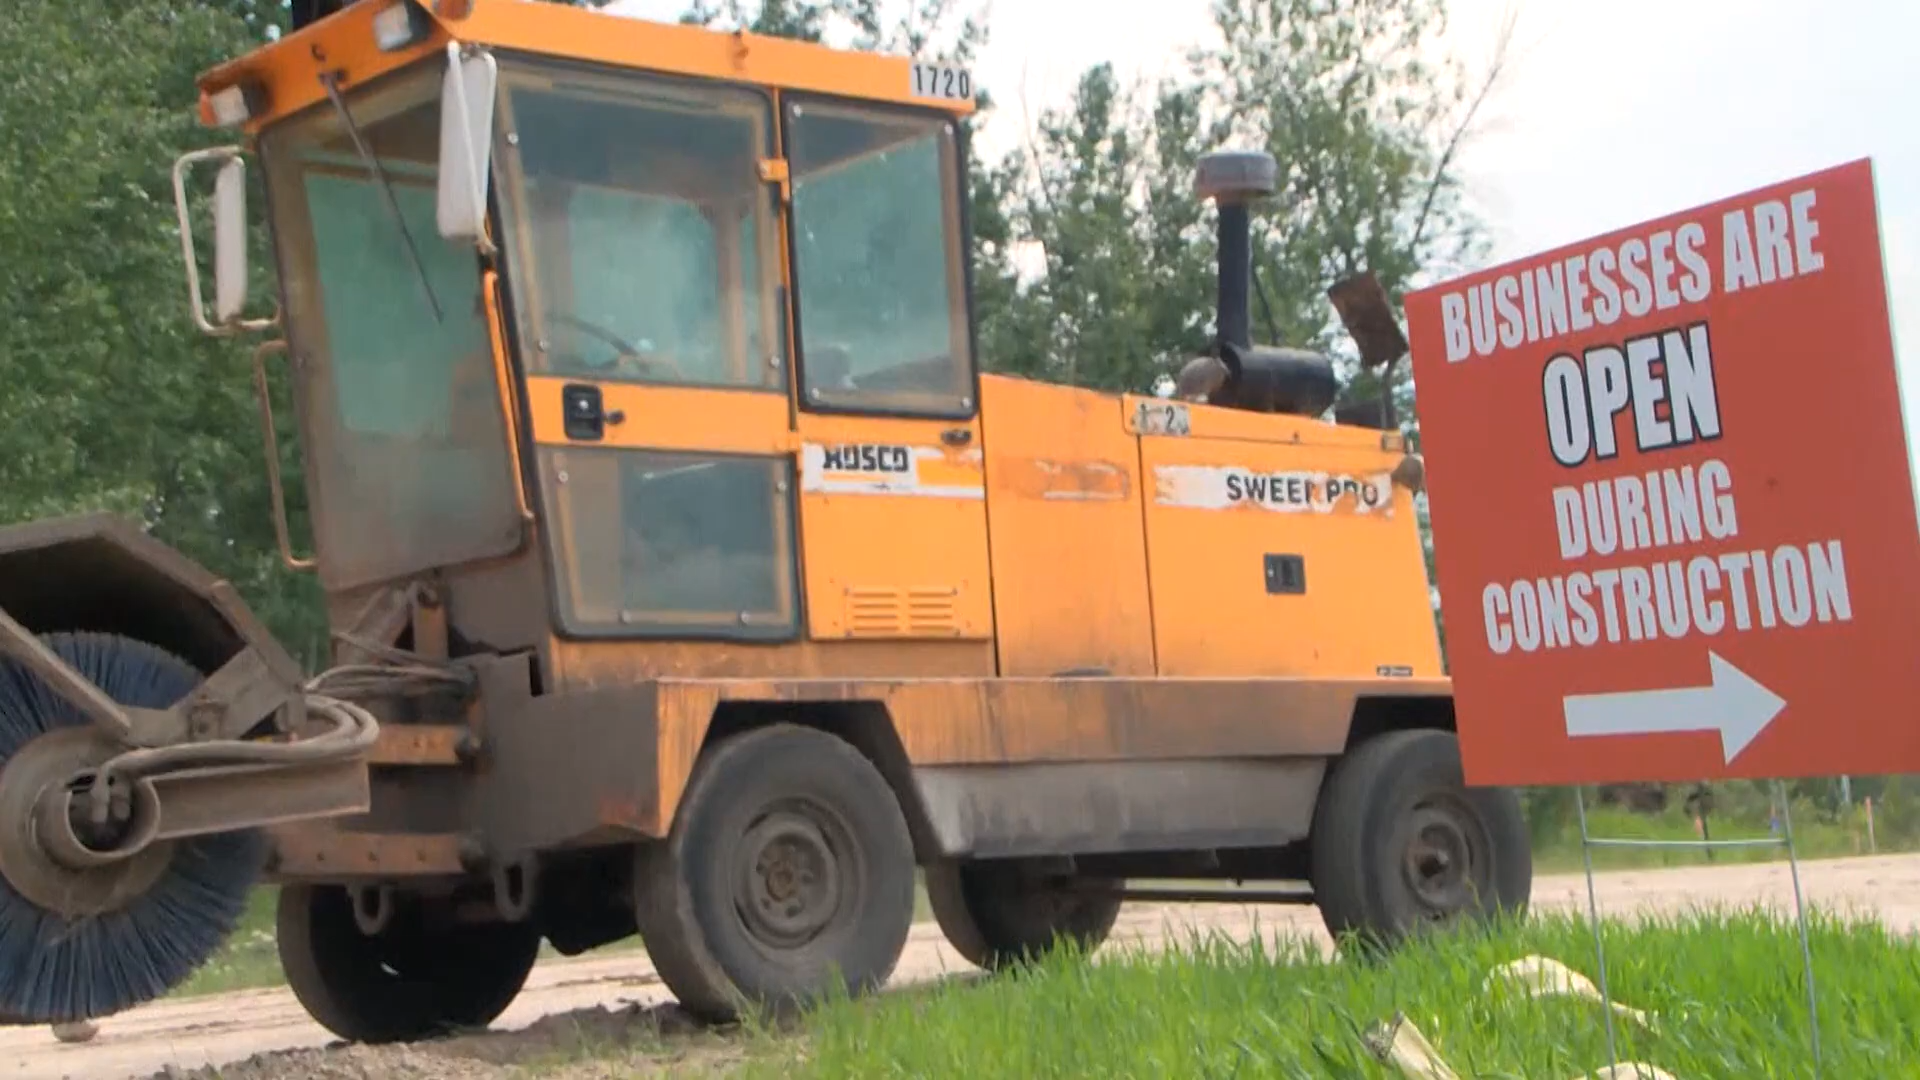 1720
ROSCO
SWEEPRO
BUSINESSES ARE
OPEN
DURING
CONSTRUCTION